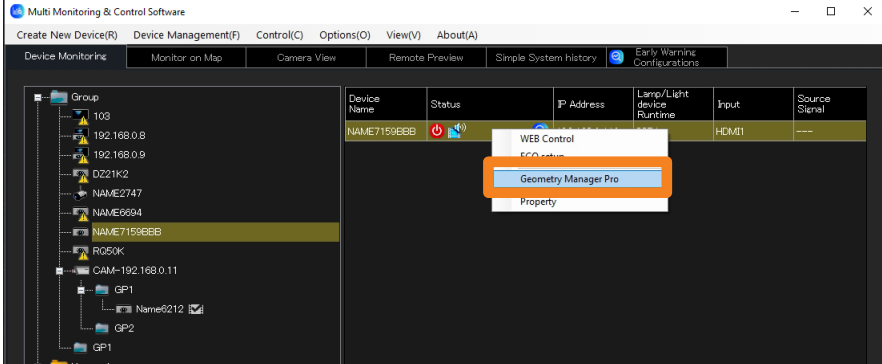 Multi Monitoring & Control Software
Create New Device(R) Device Management(F) Control(C) Options(O) View(V) About(A)
Device Monitoring Monitor on Map Camera View Remote Preview Simple System history Early Warning Configurations
Group
103
192.168.0.8
192.168.0.9
DZ21K2
NAME2747
NAME6694
NAME7159BBB
RQ50K
CAM-192.168.0.11
GP1
Name6212
GP2
GP1
Device Name Status IP Address Lamp/Light device Runtime Input Source Signal
NAME7159BBB HDMI1 ---
WEB Control
ECO setup
Geometry Manager Pro
Property